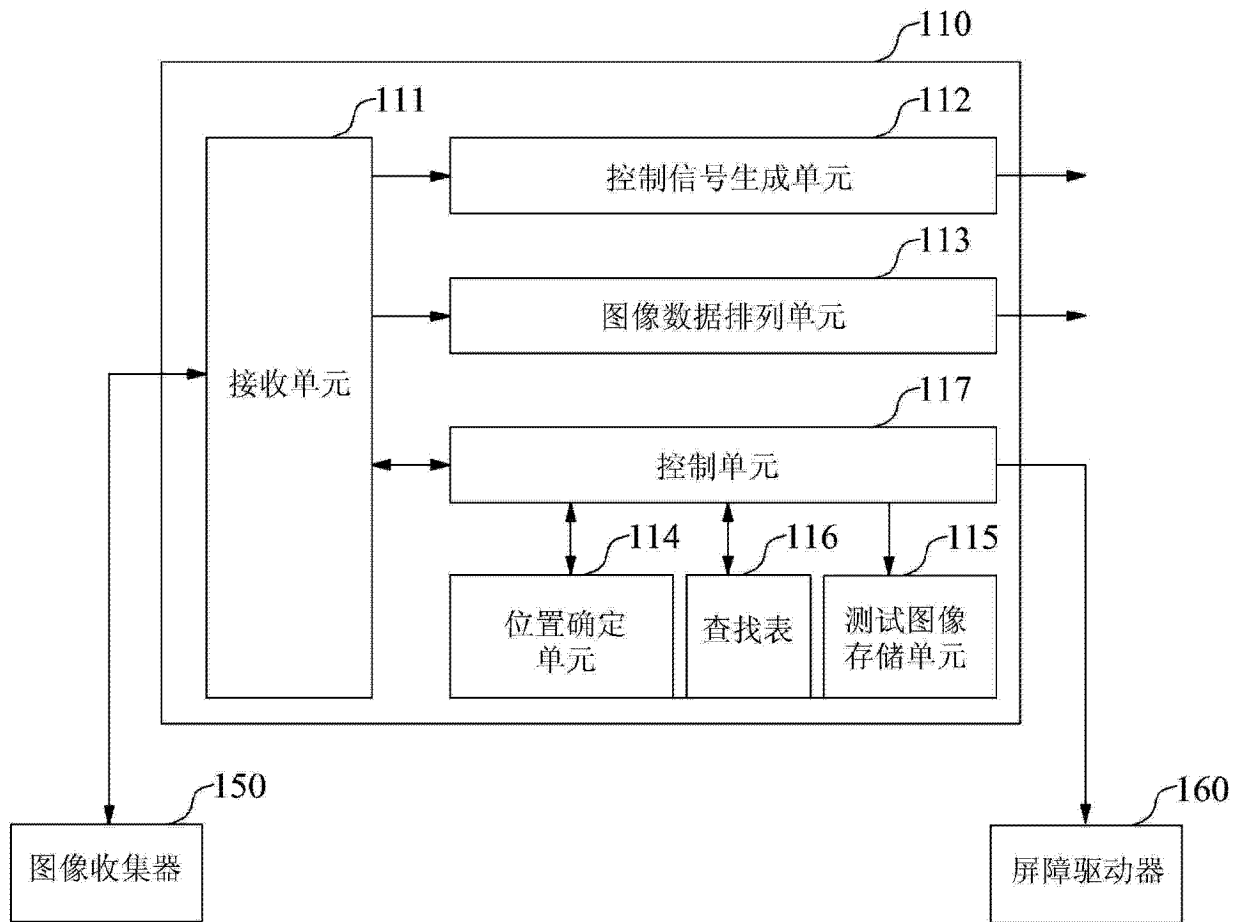 110
111
112
控制信号生成单元
113
图像数据排列单元
接收单元
117
控制单元
114
116
115
位置确定
单元
查找表
测试图像
存储单元
150
图像收集器
160
屏障驱动器